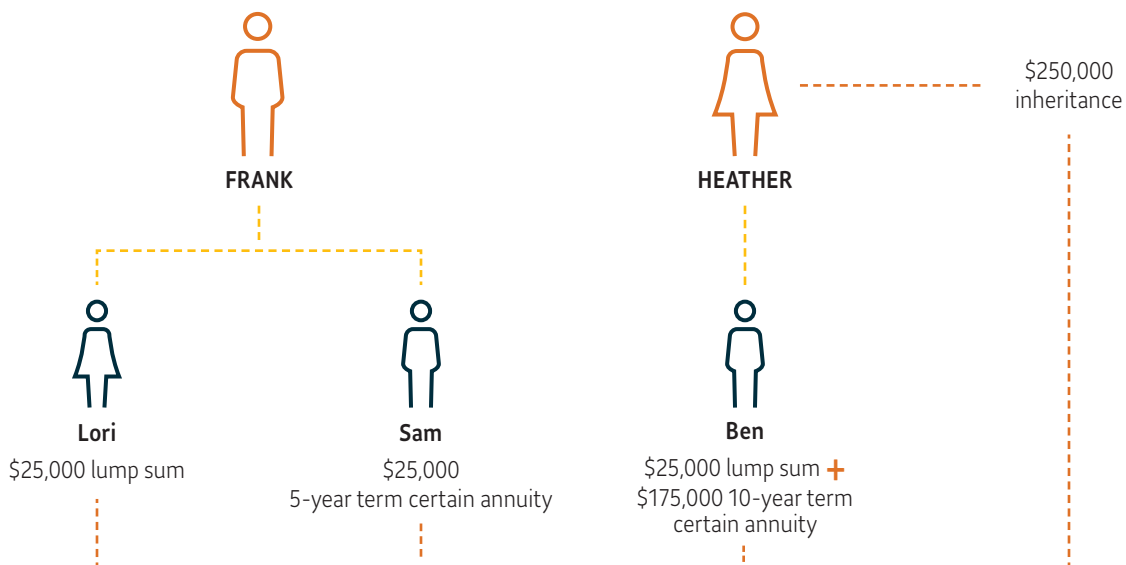 $250,000
inheritance
FRANK
HEATHER
Lori
$25,000 lump sum
Sam
$25,000
5-year term certain annuity
Ben
$25,000 lump sum +
$175,000 10-year term
certain annuity